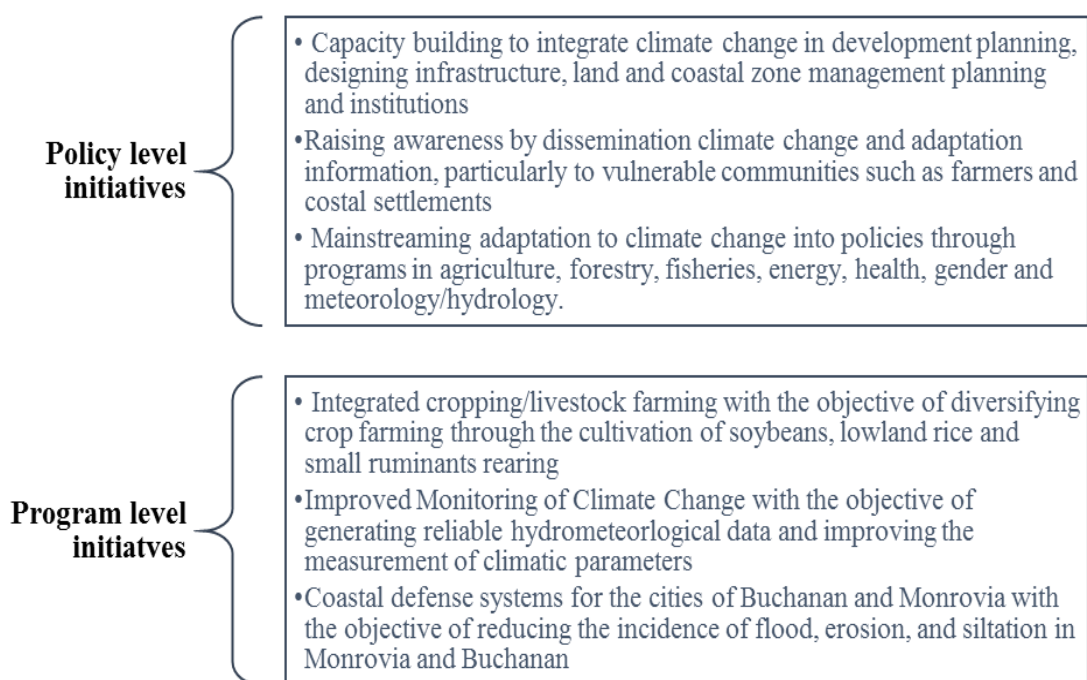 Policy level
initiatives
• Capacity building to integrate climate change in development planning,
designing infrastructure, land and coastal zone management planning
and institutions
•Raising awareness by dissemination climate change and adaptation
information, particularly to vulnerable communities such as farmers and
costal settlements
• Mainstreaming adaptation to climate change into policies through
programs in agriculture, forestry, fisheries, energy, health, gender and
meteorology/hydrology.
Program level
initiatves
• Integrated cropping/livestock farming with the objective of diversifying
crop farming through the cultivation of soybeans, lowland rice and
small ruminants rearing
•Improved Monitoring of Climate Change with the objective of
generating reliable hydrometeorlogical data and improving the
measurement of climatic parameters
•Coastal defense systems for the cities of Buchanan and Monrovia with
the objective of reducing the incidence of flood, erosion, and siltation in
Monrovia and Buchanan